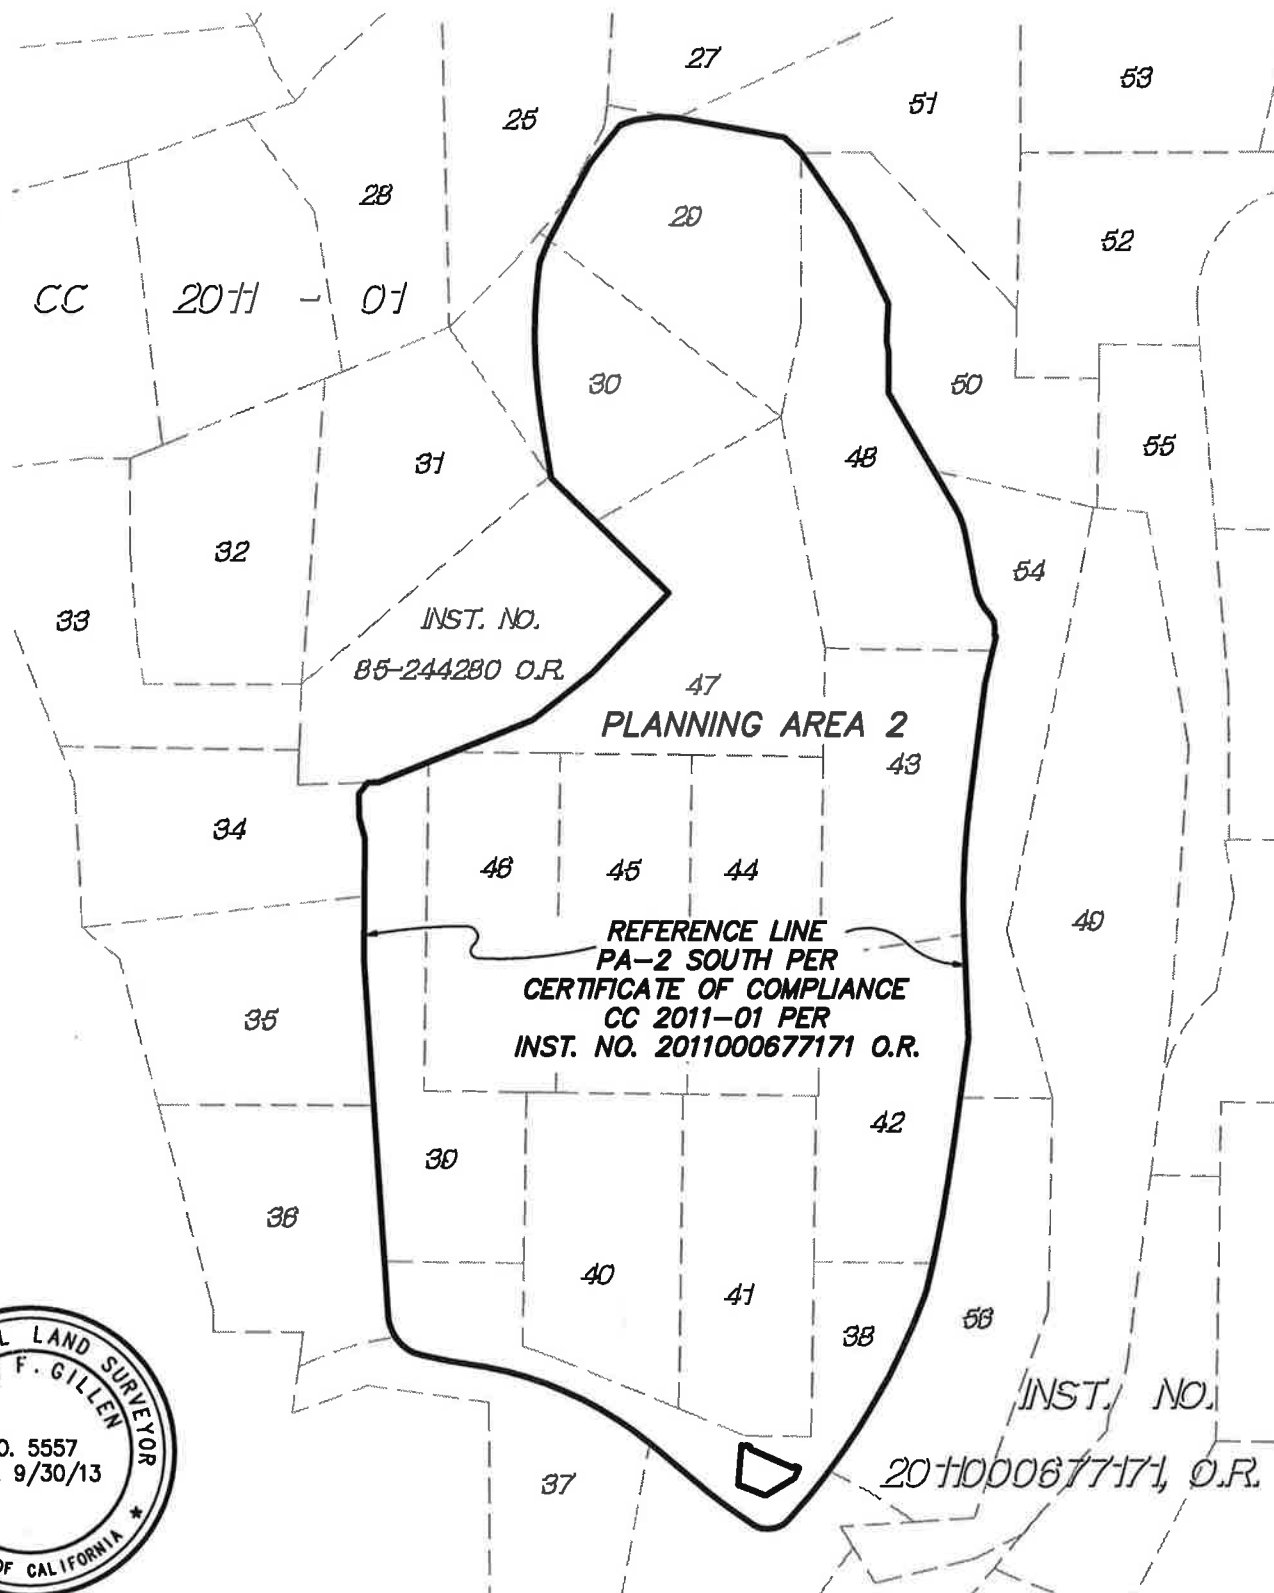 27
53
25
51
28
29
52
CC 2011 - 01
30
50
31
48
55
32
54
33
INST. NO.
85-244280 O.R.
47
PLANNING AREA 2
43
34
46
45
44
49
REFERENCE LINE
PA-2 SOUTH PER
CERTIFICATE OF COMPLIANCE
CC 2011-01 PER
INST. NO. 2011000677171 O.R.
35
42
39
36
40
41
56
38
INST. NO.
2011000677171, O.R.
37
L LAND SURVEYOR
F. GILLEN
O. 5557
9/30/13
OF CALIFORNIA *